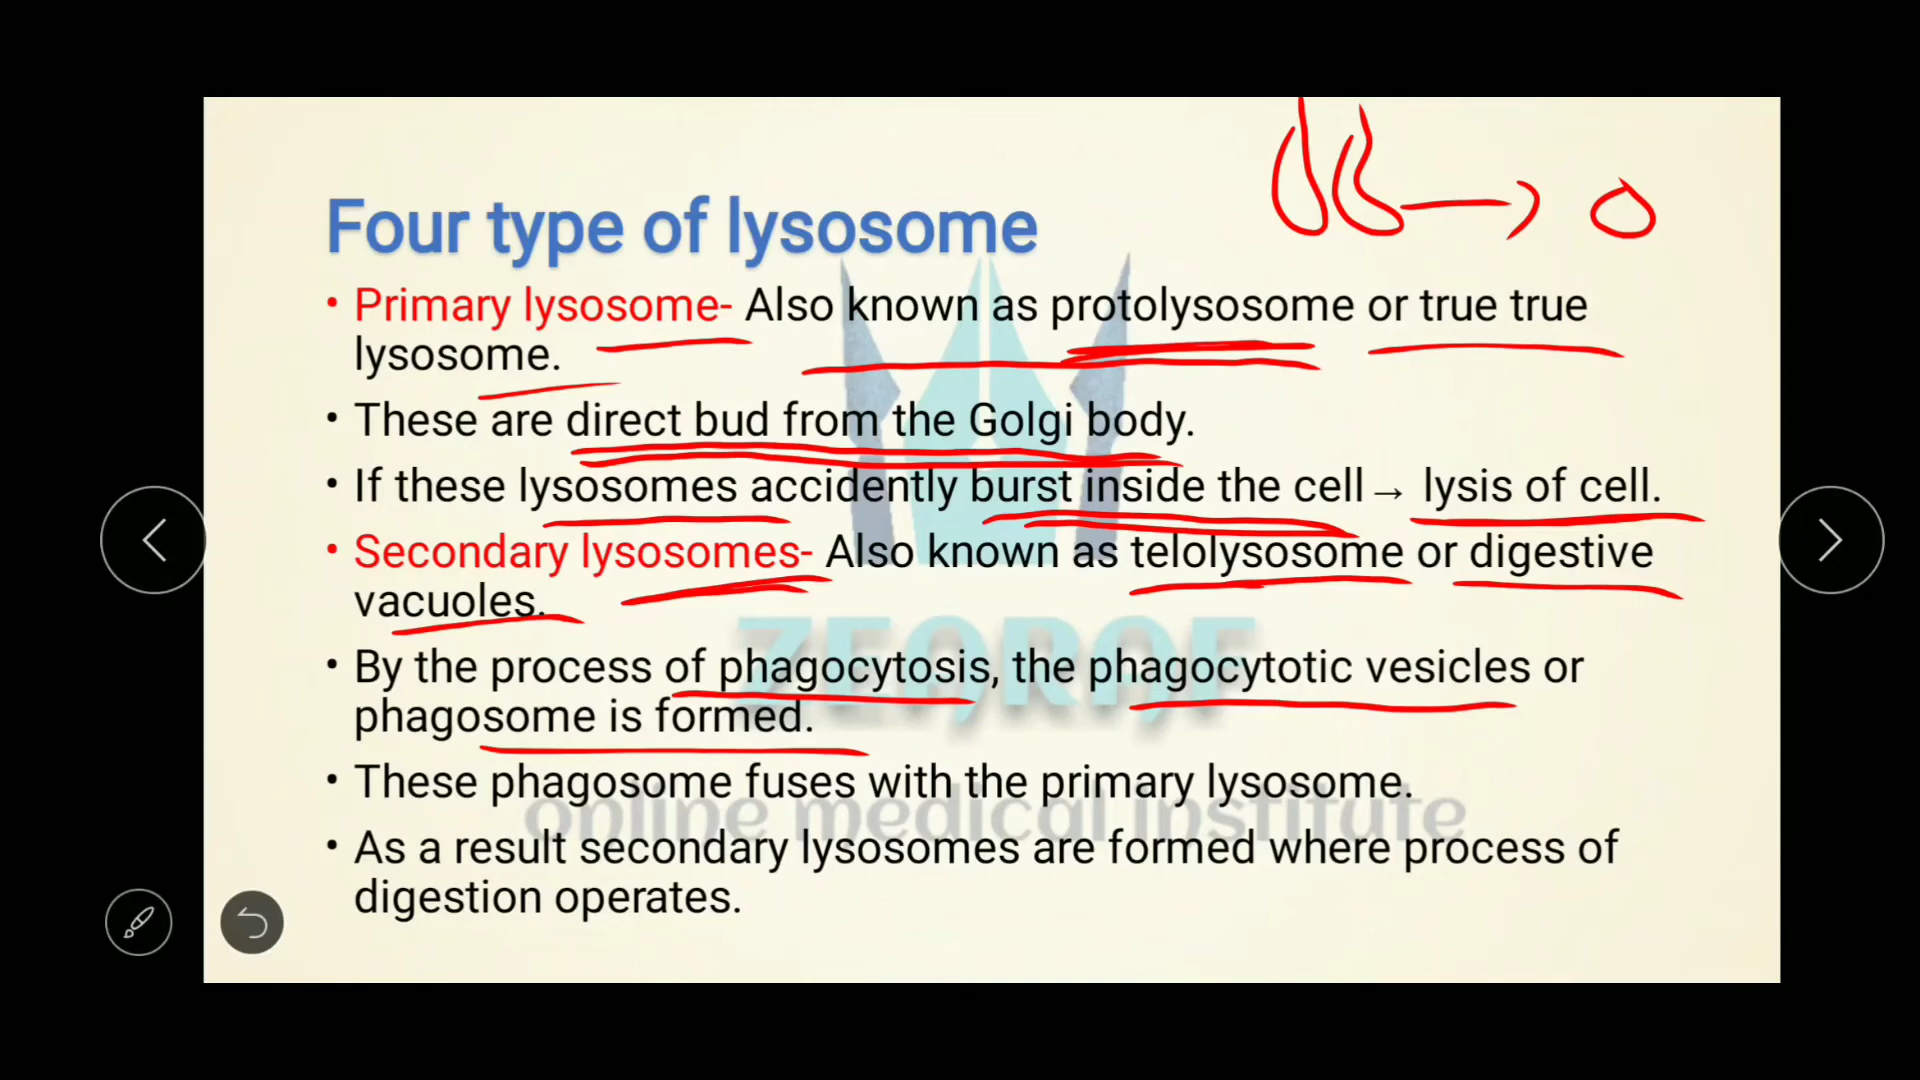 Four type of lysosome
• Primary lysosome- Also known as protolysosome or true true
lysosome.
• These are direct bud from the Golgi body.
• If these lysosomes accidently burst inside the cell→ lysis of cell.
• Secondary lysosomes- Also known as telolysosome or digestive
vacuoles.
• By the process of phagocytosis, the phagocytotic vesicles or
phagosome is formed.
• These phagosome fuses with the primary lysosome.
• As a result secondary lysosomes are formed where process of
digestion operates.
ZEARAF
online medical institute